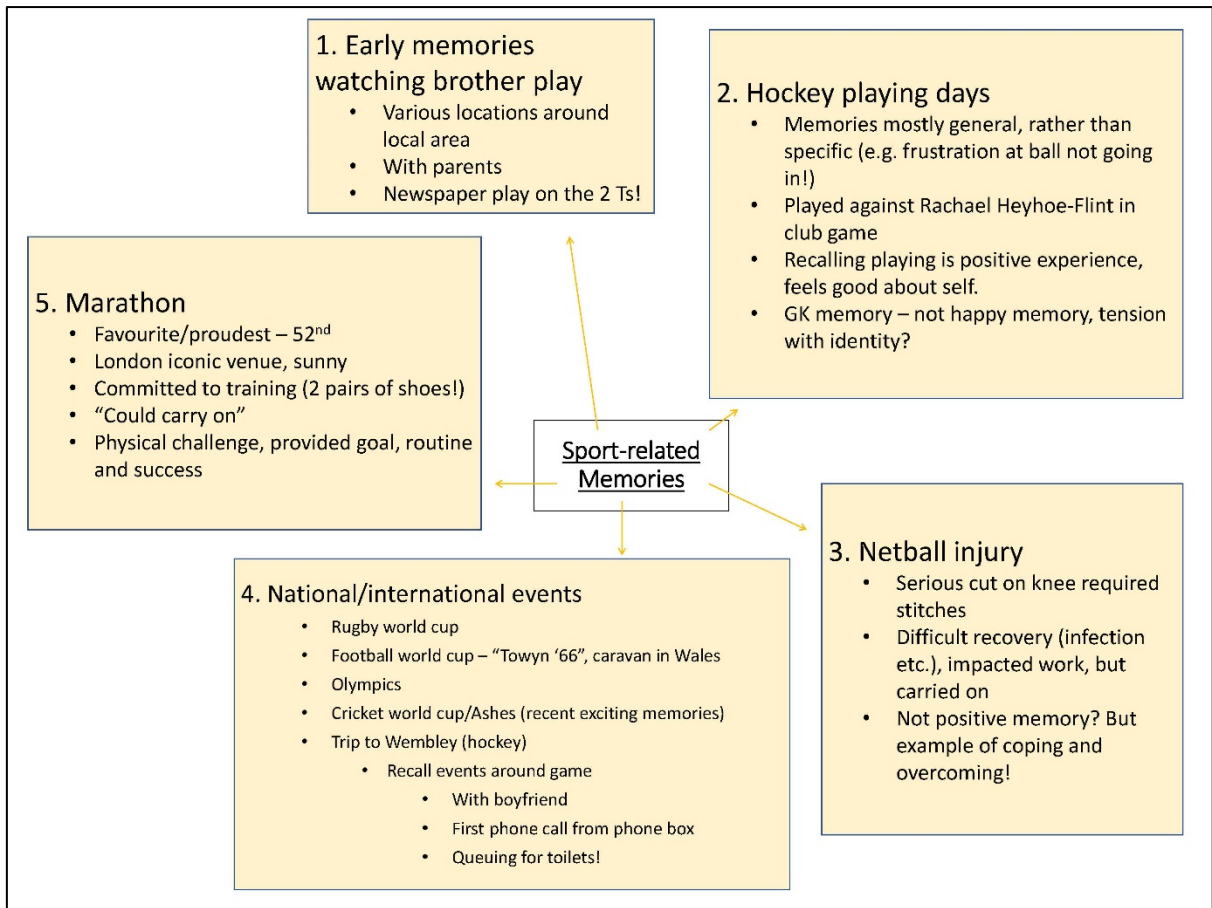 1. Early memories
watching brother play
• Various locations around
local area
• With parents
• Newspaper play on the 2 Ts!
2. Hockey playing days
• Memories mostly general, rather than
specific (e.g. frustration at ball not going
in!)
• Played against Rachael Heyhoe-Flint in
club game
• Recalling playing is positive experience,
feels good about self.
• GK memory – not happy memory, tension
with identity?
5. Marathon
• Favourite/proudest – 52nd
• London iconic venue, sunny
• Committed to training (2 pairs of shoes!)
• “Could carry on”
• Physical challenge, provided goal, routine
and success
Sport-related
Memories
3. Netball injury
• Serious cut on knee required
stitches
• Difficult recovery (infection
etc.), impacted work, but
carried on
• Not positive memory? But
example of coping and
overcoming!
4. National/international events
• Rugby world cup
• Football world cup – “Towyn ‘66”, caravan in Wales
• Olympics
• Cricket world cup/Ashes (recent exciting memories)
• Trip to Wembley (hockey)
• Recall events around game
• With boyfriend
• First phone call from phone box
• Queuing for toilets!